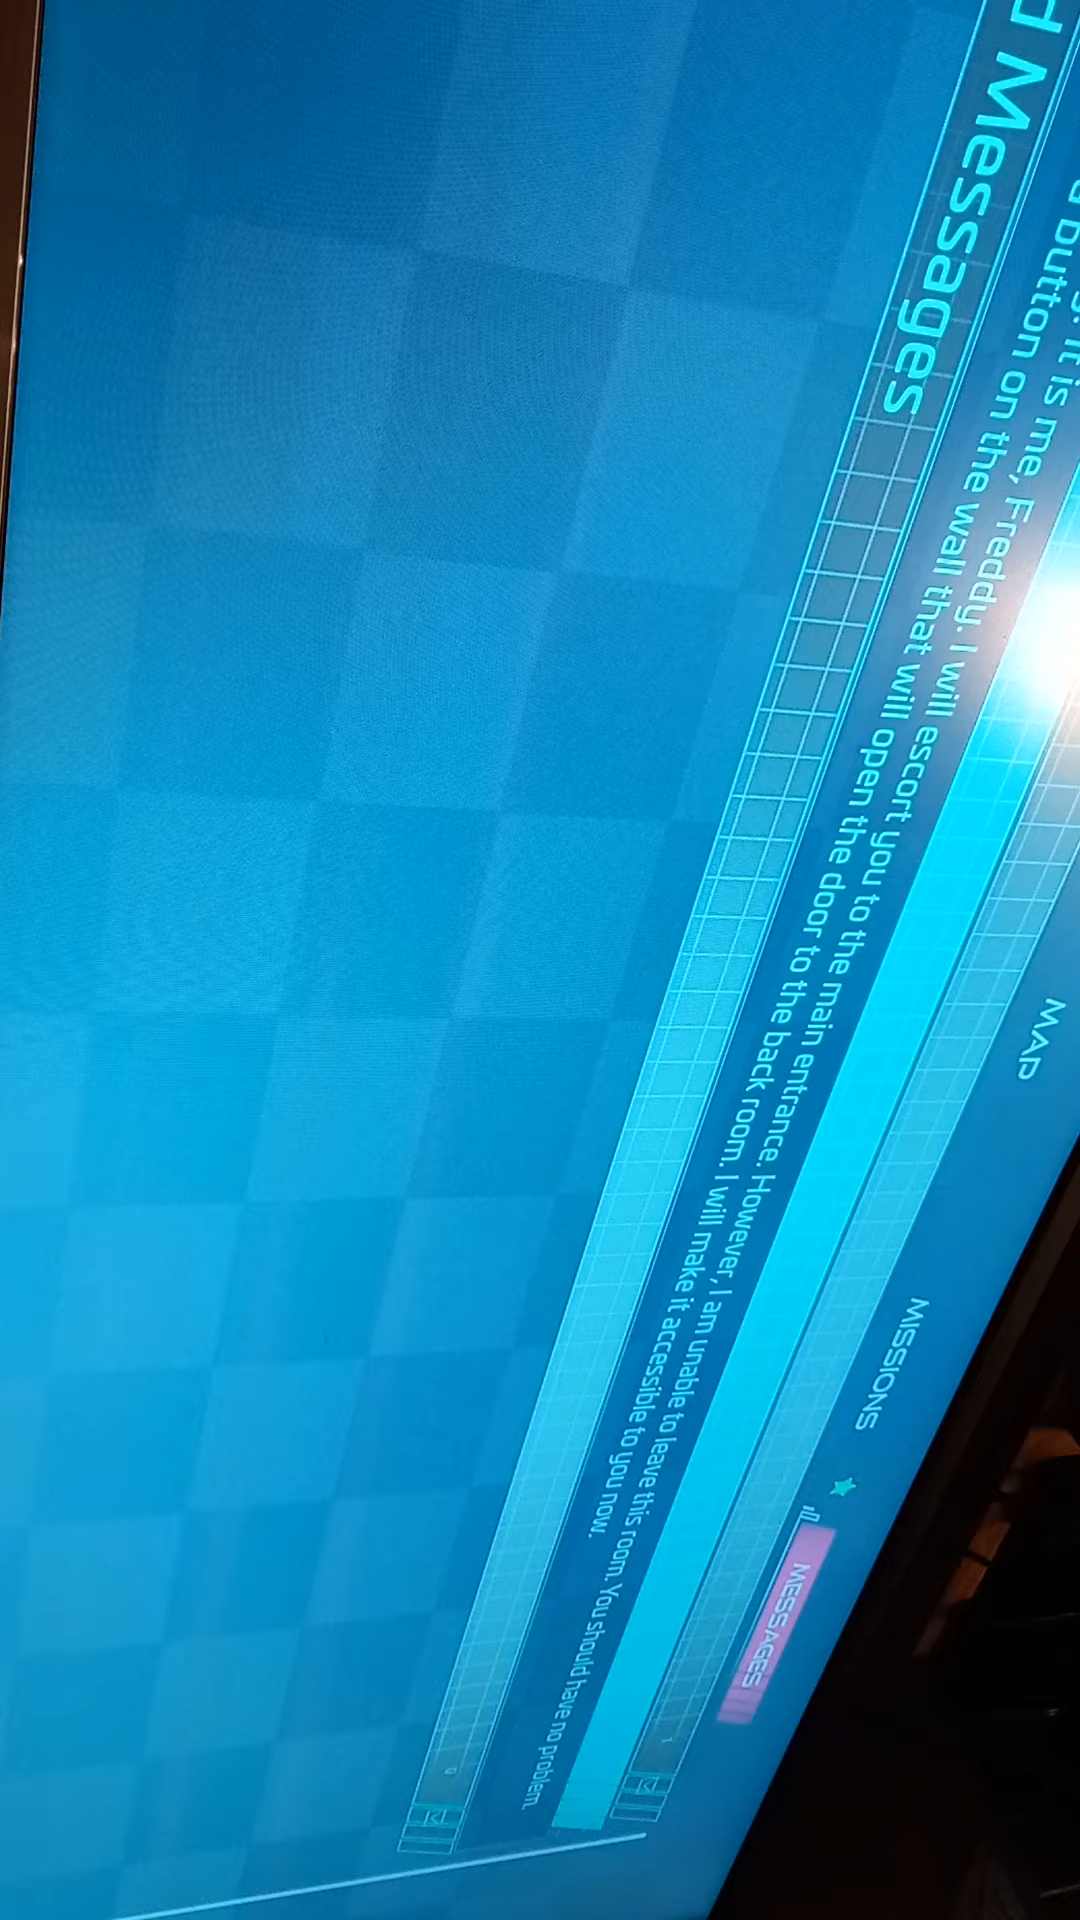 MAP MISSIONS MESSAGES
1
it is me, Freddy. I will escort you to the main entrance. However, I am unable to leave this room. You should have no problem.
button on the wall that will open the door to the back room. I will make it accessible to you now.
d Messages
0